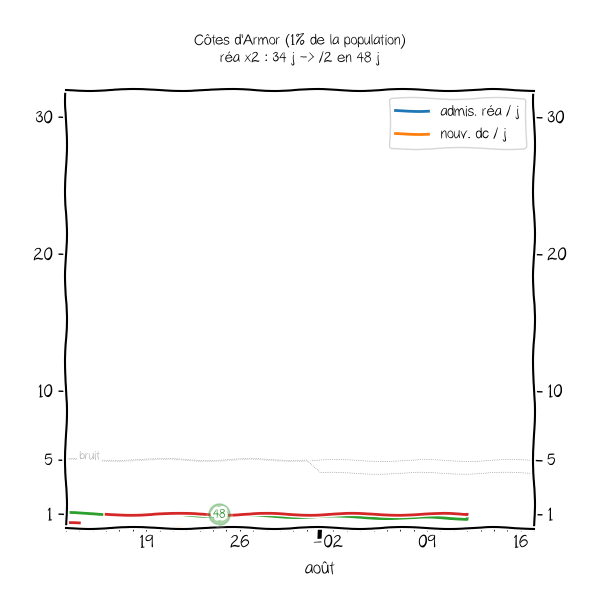 Côtes d'Armor (1% de la population)
réa x2 : 34 j -> /2 en 48 j
admis. réa / j
nouv. dc / j
30
30
20
20
10
10
5
bruit
5
1
48
1
19
26
02
09
16
août